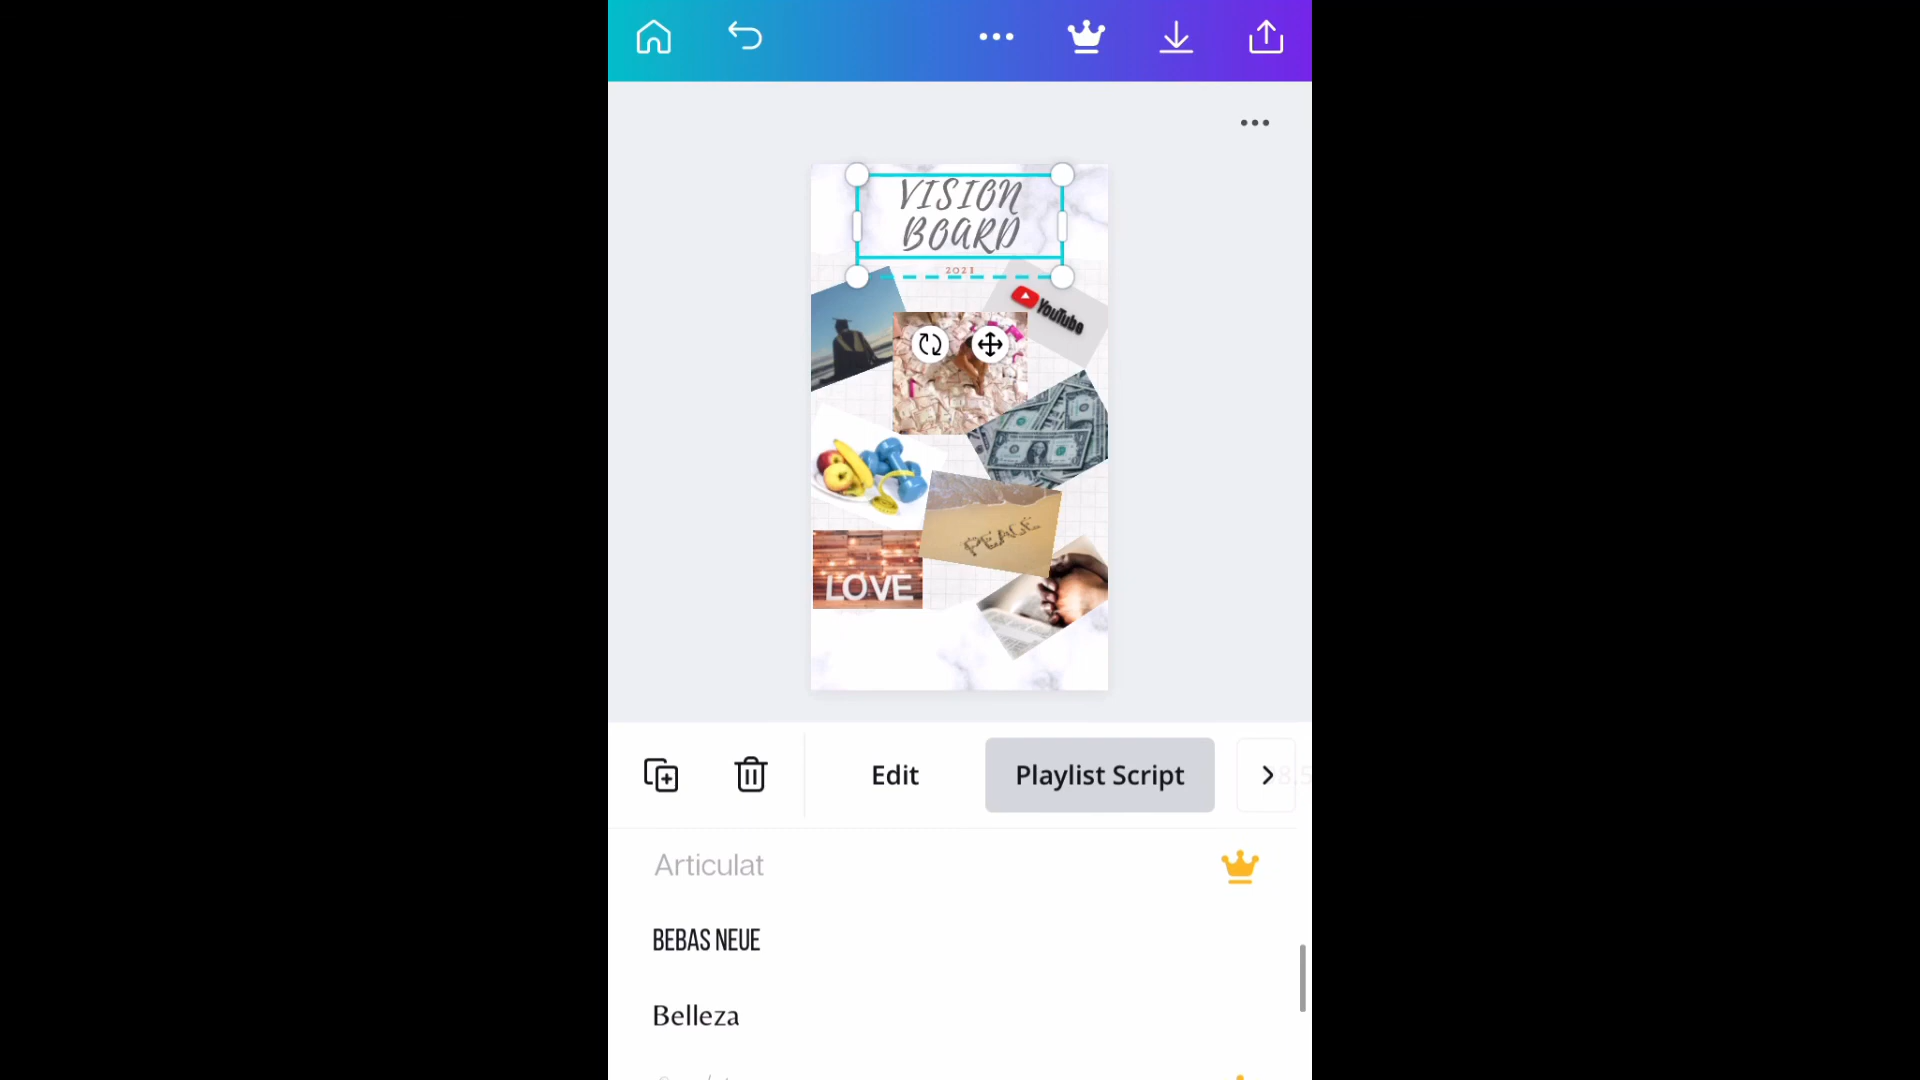 VISION
BOARD
2021
YouTube
PEACE
LOVE
Edit
Playlist Script
Articulat
BEBAS NEUE
Belleza